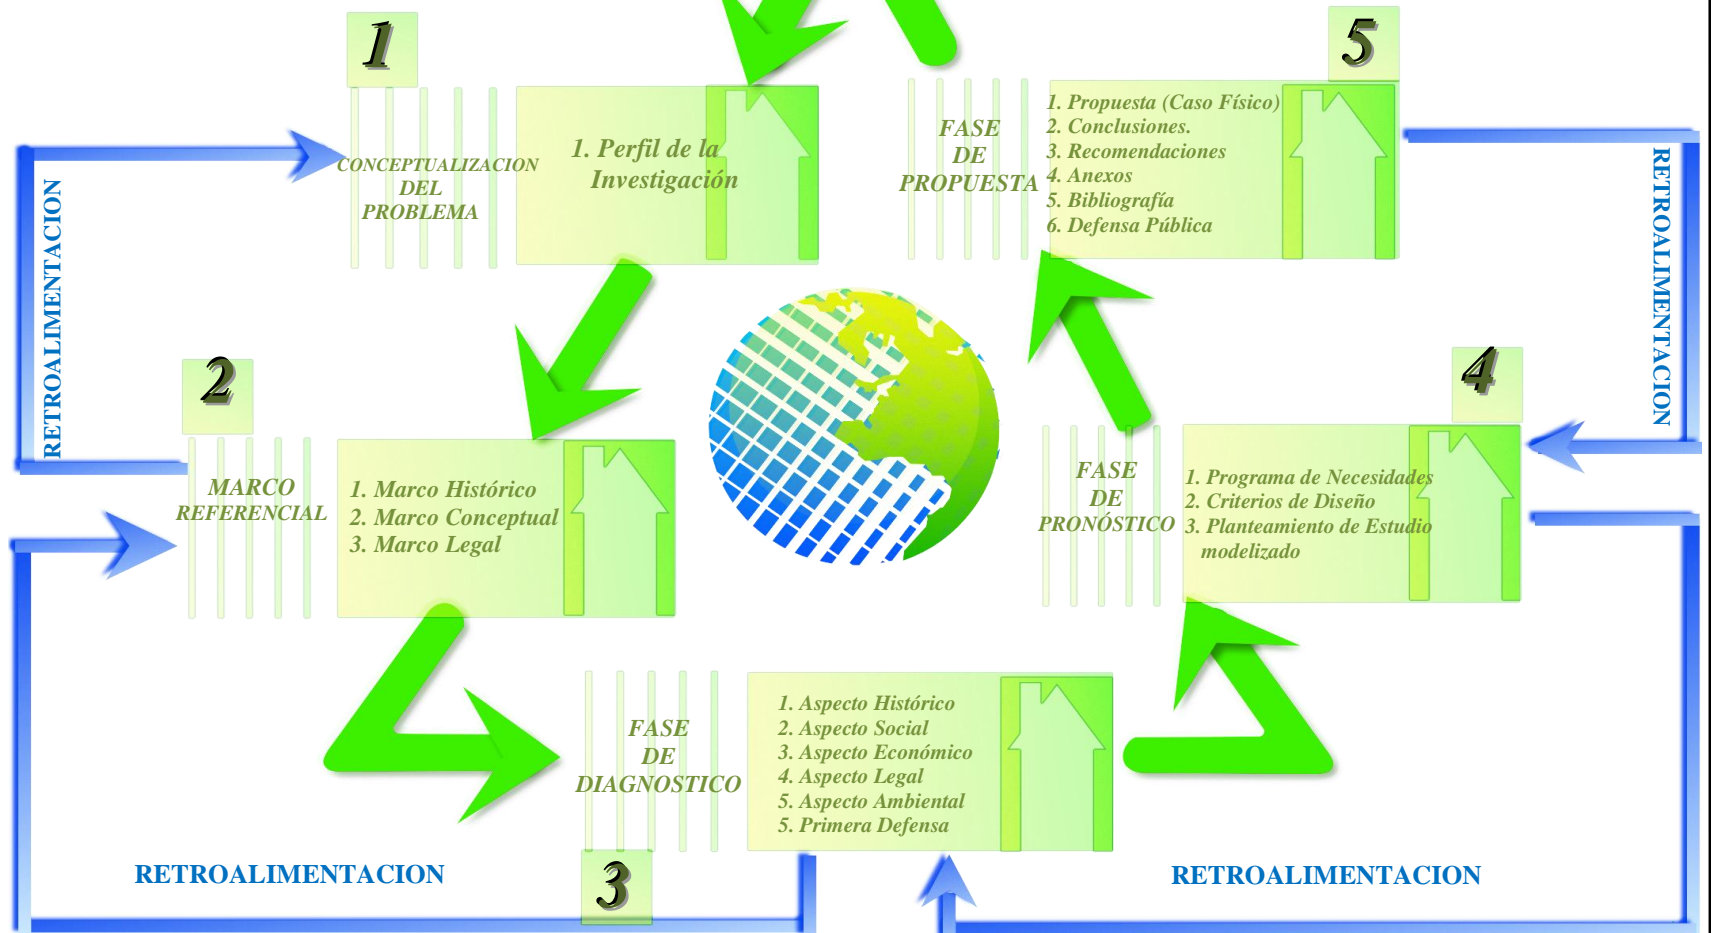 1
CONCEPTUALIZACION
DEL
PROBLEMA
1. Perfil de la
Investigación
RETROALIMENTACION
2
MARCO
REFERENCIAL
1. Marco Histórico
2. Marco Conceptual
3. Marco Legal
RETROALIMENTACION
3
FASE
DE
DIAGNOSTICO
1. Aspecto Histórico
2. Aspecto Social
3. Aspecto Económico
4. Aspecto Legal
5. Aspecto Ambiental
5. Primera Defensa
RETROALIMENTACION
4
FASE
DE
PRONÓSTICO
1. Programa de Necesidades
2. Criterios de Diseño
3. Planteamiento de Estudio
modelizado
RETROALIMENTACION
5
FASE
DE
PROPUESTA
1. Propuesta (Caso Físico)
2. Conclusiones.
3. Recomendaciones
4. Anexos
5. Bibliografía
6. Defensa Pública